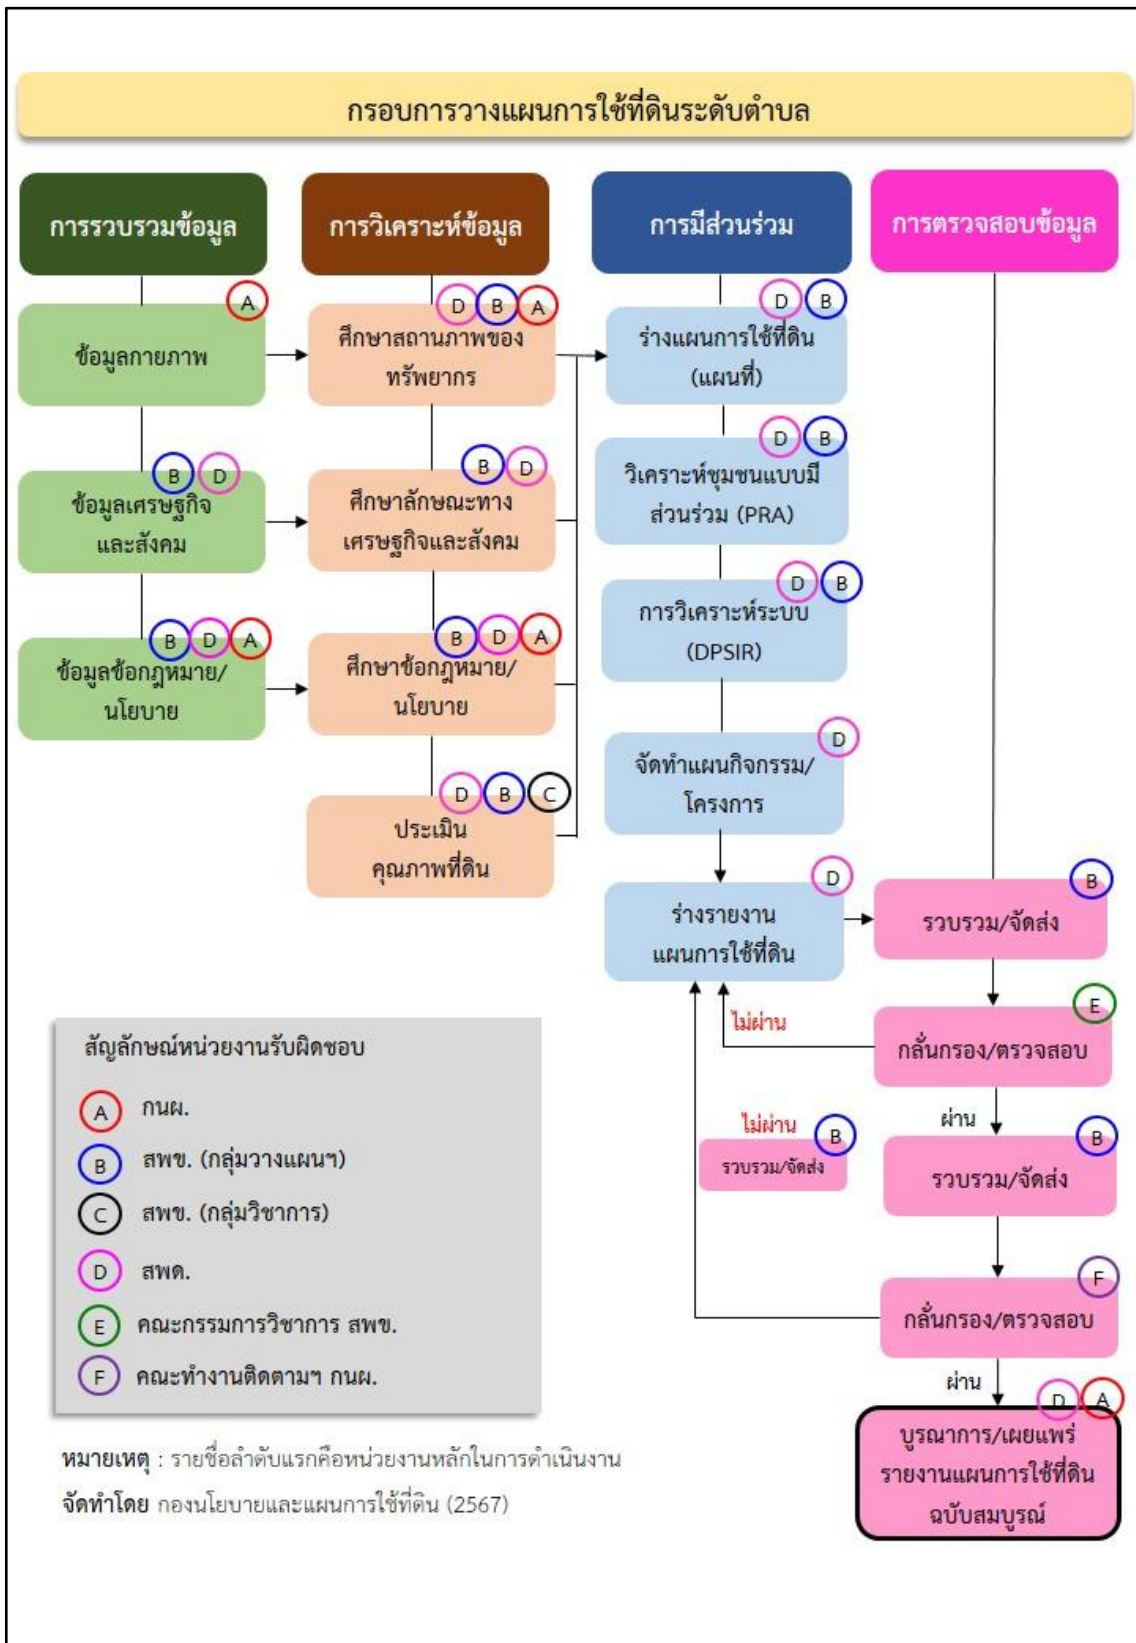 กรอบการวางแผนการใช้ที่ดินระดับตำบล
การรวบรวมข้อมูล
A
ข้อมูลกายภาพ
B D
ข้อมูลเศรษฐกิจ
และสังคม
B D A
ข้อมูลข้อกฎหมาย/
นโยบาย
การวิเคราะห์ข้อมูล
D B A
ศึกษาสถานภาพของ
ทรัพยากร
B D
ศึกษาลักษณะทาง
เศรษฐกิจและสังคม
B D A
ศึกษาข้อกฎหมาย/
นโยบาย
D B C
ประเมิน
คุณภาพที่ดิน
การมีส่วนร่วม
D B
ร่างแผนการใช้ที่ดิน
(แผนที่)
D B
วิเคราะห์ชุมชนแบบมี
ส่วนร่วม (PRA)
D B
การวิเคราะห์ระบบ
(DPSIR)
D
จัดทำแผนกิจกรรม/
โครงการ
D
ร่างรายงาน
แผนการใช้ที่ดิน
การตรวจสอบข้อมูล
B
รวบรวม/จัดส่ง
E
กลั่นกรอง/ตรวจสอบ
ไม่ผ่าน
ผ่าน
B
รวบรวม/จัดส่ง
ไม่ผ่าน
B
รวบรวม/จัดส่ง
F
กลั่นกรอง/ตรวจสอบ
ผ่าน
D A
บูรณาการ/เผยแพร่
รายงานแผนการใช้ที่ดิน
ฉบับสมบูรณ์
สัญลักษณ์หน่วยงานรับผิดชอบ
A กนผ.
B สพข. (กลุ่มวางแผนฯ)
C สพข. (กลุ่มวิชาการ)
D สพด.
E คณะกรรมการวิชาการ สพข.
F คณะทำงานติดตามฯ กนผ.
หมายเหตุ : รายชื่อลำดับแรกคือหน่วยงานหลักในการดำเนินงาน
จัดทำโดย กองนโยบายและแผนการใช้ที่ดิน (2567)